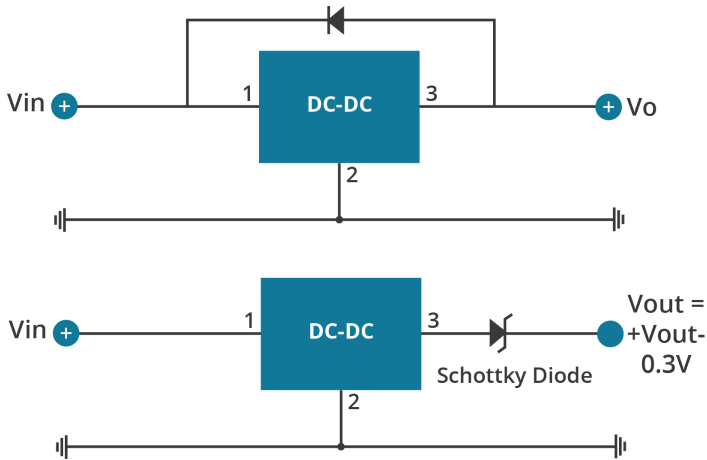 Vin
+
1
DC-DC
3
+
Vo
2
Vin
+
1
DC-DC
3
Vout =
+Vout-
0.3V
Schottky Diode
2